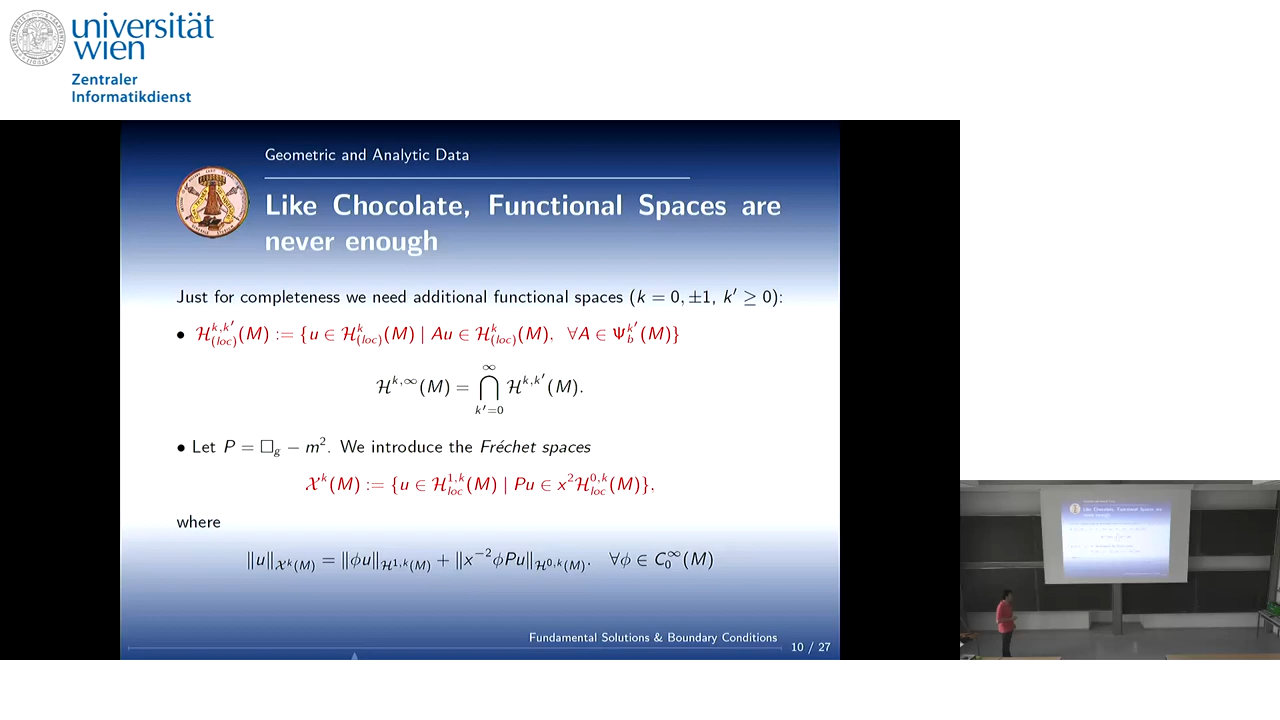 universität
wien
Zentraler
Informatikdienst
Geometric and Analytic Data
Like Chocolate, Functional Spaces are
never enough
Just for completeness we need additional functional spaces (k = 0, ±1, k′ ≥ 0):
• ℋ^{k,k′}_{(loc)}(M) := {u ∈ ℋ^k_{(loc)}(M) | Au ∈ ℋ^k_{(loc)}(M), ∀A ∈ Ψ^{k′}_b(M)}
ℋ^{k,∞}(M) = ⋂_{k′=0}^{∞} ℋ^{k,k′}(M).
• Let P = □_g − m². We introduce the Fréchet spaces
𝒳^k(M) := {u ∈ ℋ^{1,k}_{loc}(M) | Pu ∈ x²ℋ^{0,k}_{loc}(M)},
where
‖u‖_{𝒳^k(M)} = ‖ϕu‖_{ℋ^{1,k}(M)} + ‖x^{−2}ϕPu‖_{ℋ^{0,k}(M)}. ∀ϕ ∈ C^∞_0(M)
Fundamental Solutions & Boundary Conditions
10 / 27